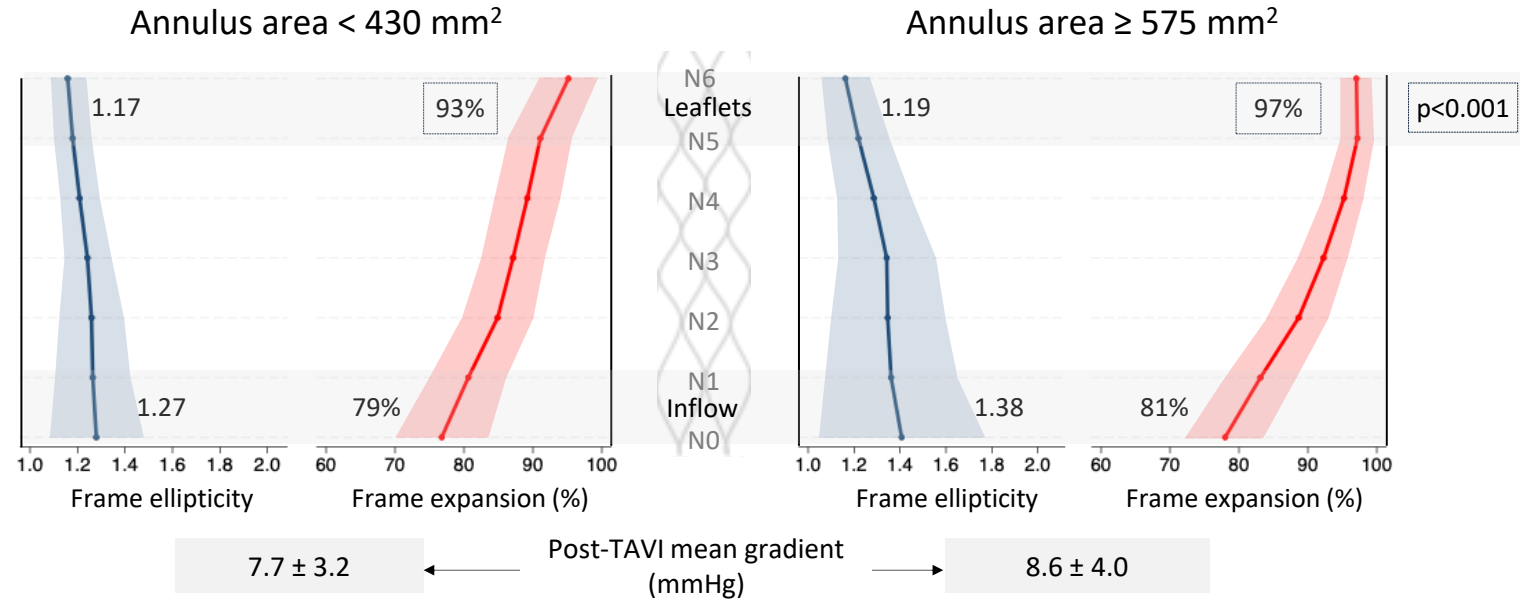 Annulus area < 430 mm²
Annulus area ≥ 575 mm²
1.17
93%
N6
Leaflets
N5
N4
N3
N2
N1
Inflow
N0
1.19
97%
p<0.001
1.27
79%
1.38
81%
1.0 1.2 1.4 1.6 1.8 2.0
60 70 80 90 100
1.0 1.2 1.4 1.6 1.8 2.0
60 70 80 90 100
Frame ellipticity
Frame expansion (%)
Frame ellipticity
Frame expansion (%)
7.7 ± 3.2
Post-TAVI mean gradient
(mmHg)
8.6 ± 4.0